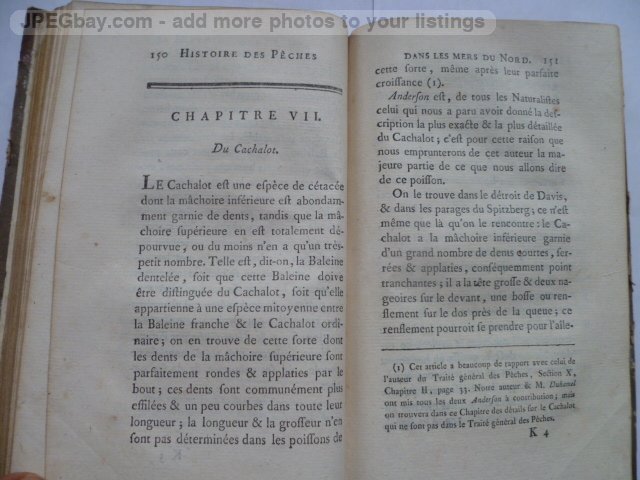 JPEGbay.com - add more photos to your listings
150 HISTOIRE DES PÊCHES
CHAPITRE VII.
Du Cachalot.
LE Cachalot est une espèce de cétacée
dont la mâchoire inférieure est abondam-
ment garnie de dents, tandis que la mâ-
choire supérieure en est totalement dé-
pourvue, ou du moins n'en a qu'un très-
petit nombre. Telle est, dit-on, la Baleine
dentelée, soit que cette Baleine doive
être distinguée du Cachalot, soit qu'elle
appartienne à une espèce mitoyenne entre
la Baleine franche & le Cachalot ordi-
naire; on en trouve de cette sorte dont
les dents de la mâchoire supérieure sont
parfaitement rondes & applaties par le
bout; ces dents sont communément plus
effilées & un peu courbes dans toute leur
longueur; la longueur & la grosseur n'en
sont pas déterminées dans les poissons de
DANS LES MERS DU NORD. 151
cette sorte, même après leur parfaite
croissance (1).
Anderson est, de tous les Naturalistes
celui qui nous a paru avoir donné la des-
cription la plus exacte & la plus détaillée
du Cachalot; c'est pour cette raison que
nous emprunterons de cet auteur la ma-
jeure partie de ce que nous allons dire
de ce poisson.
On le trouve dans le détroit de Davis,
& dans les parages du Spitzberg; ce n'est
même que là qu'on le rencontre: le Ca-
chalot a la mâchoire inférieure garnie
d'un grand nombre de dents courtes, ser-
rées & applaties, conséquemment point
tranchantes; il a la tête grosse & deux na-
geoires sur le devant, une bosse ou ren-
flement sur le dos près de la queue; ce
renflement pourroit se prendre pour l'aile-
(1) Cet article a beaucoup de rapport avec celui de
l'auteur du Traité général des Pêches, Section X,
Chapitre II, page 33. Notre auteur & M. Duhamel
ont mis tous les deux Anderson à contribution; mais on
trouvera dans ce Chapitre des détails sur le Cachalot
qui ne sont pas dans le Traité général des Pêches.
K 4